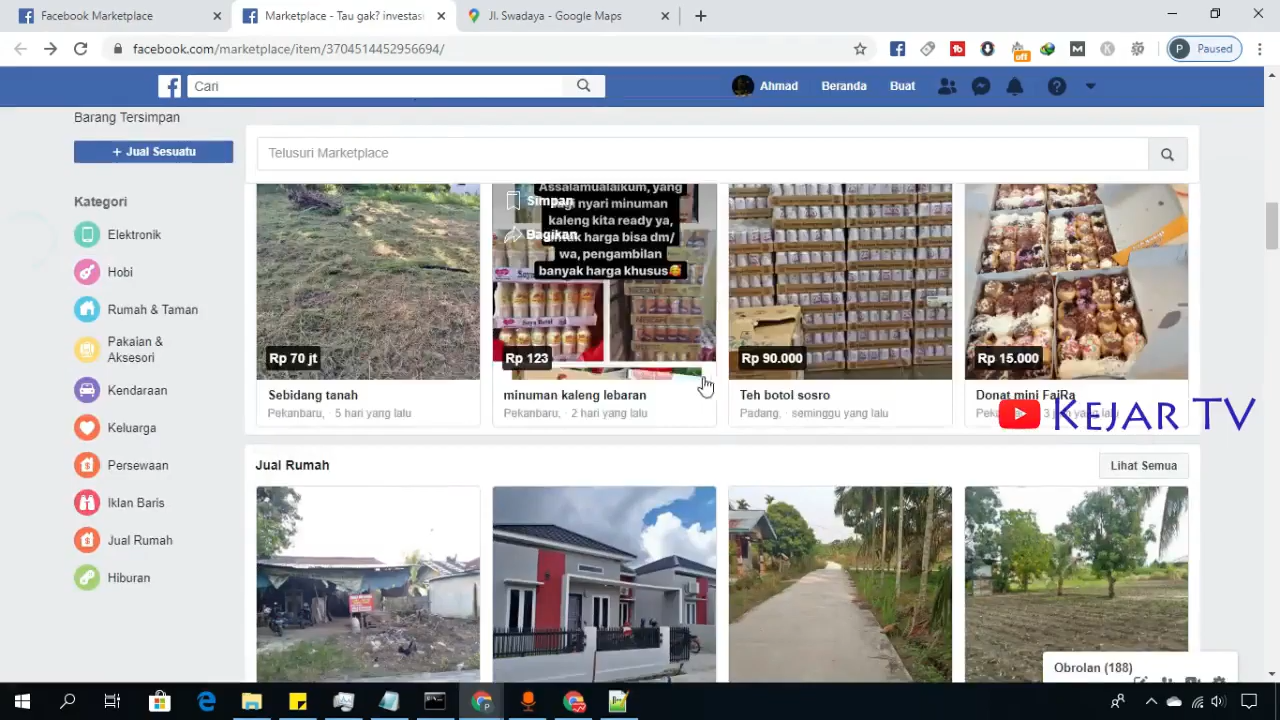 Facebook Marketplace
Marketplace - Tau gak? investasi
Jl. Swadaya - Google Maps
facebook.com/marketplace/item/3704514452956694/
off
P Paused
Cari
Ahmad
Beranda
Buat
Barang Tersimpan
+ Jual Sesuatu
Telusuri Marketplace
Kategori
Elektronik
Hobi
Rumah & Taman
Pakaian &
Aksesori
Kendaraan
Keluarga
Persewaan
Iklan Baris
Jual Rumah
Hiburan
Rp 70 jt
Sebidang tanah
Pekanbaru, · 5 hari yang lalu
Assalamualaikum, yang
Simpan
nyari minuman
kaleng kita ready ya,
Bagikan
harga bisa dm/
wa, pengambilan
banyak harga khusus
Rp 123
minuman kaleng lebaran
Pekanbaru, · 2 hari yang lalu
Rp 90.000
Teh botol sosro
Padang, · seminggu yang lalu
Rp 15.000
Donat mini FaiRa
KEJAR TV
Jual Rumah
Lihat Semua
Obrolan (188)